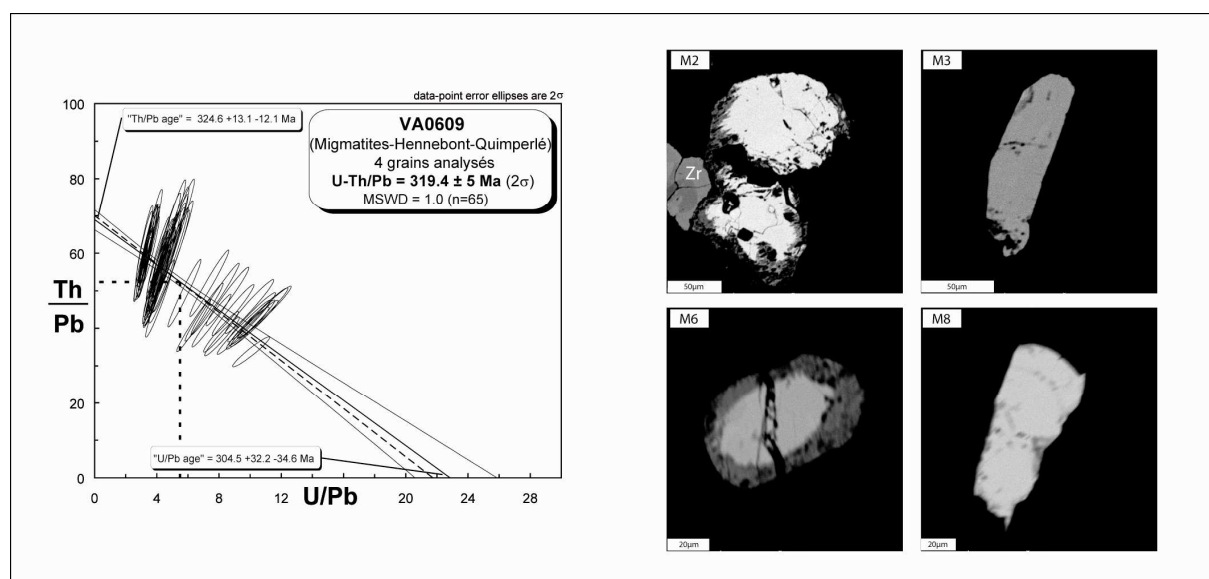 data-point error ellipses are 2σ
"Th/Pb age" = 324.6 +13.1 -12.1 Ma
VA0609
(Migmatites-Hennebont-Quimperlé)
4 grains analysés
U-Th/Pb = 319.4 ± 5 Ma (2σ)
MSWD = 1.0 (n=65)
100
80
60
40
20
0
Th
Pb
"U/Pb age" = 304.5 +32.2 -34.6 Ma
0 4 8 12 16 20 24 28
U/Pb
M2
Zr
50µm
M3
50µm
M6
20µm
M8
20µm